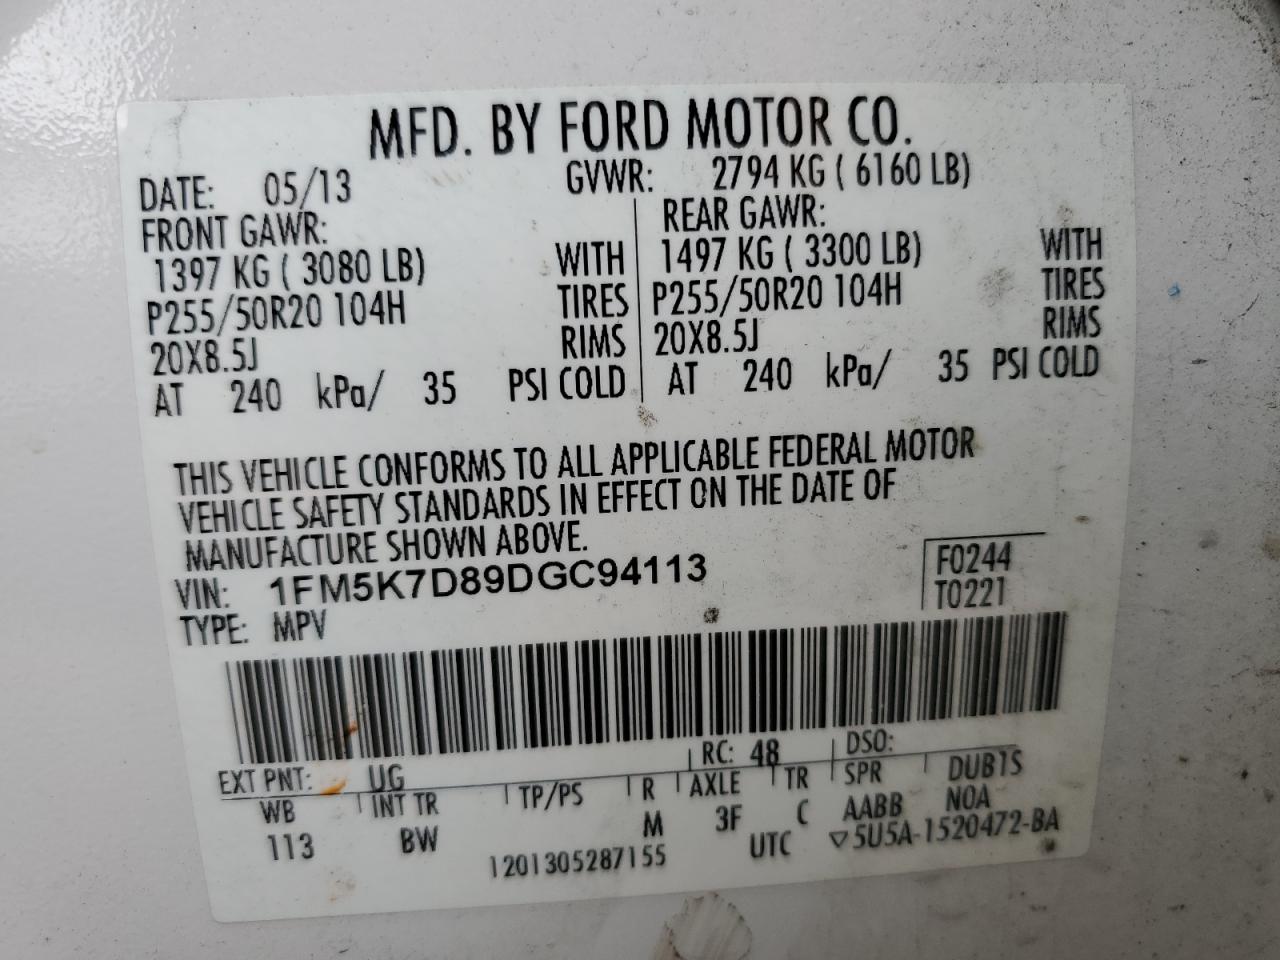 MFD. BY FORD MOTOR CO.
DATE: 05/13 GVWR: 2794 KG ( 6160 LB)
FRONT GAWR: REAR GAWR:
1397 KG ( 3080 LB) WITH 1497 KG ( 3300 LB) WITH
P255/50R20 104H TIRES P255/50R20 104H TIRES
20X8.5J RIMS 20X8.5J RIMS
AT 240 kPa/ 35 PSI COLD AT 240 kPa/ 35 PSI COLD
THIS VEHICLE CONFORMS TO ALL APPLICABLE FEDERAL MOTOR
VEHICLE SAFETY STANDARDS IN EFFECT ON THE DATE OF
MANUFACTURE SHOWN ABOVE.
VIN: 1FM5K7D89DGC94113 F0244
TYPE: MPV T0221
RC: 48 DSO:
EXT PNT: UG
WB INT TR TP/PS R AXLE TR SPR DUB1S
113 BW M 3F C AABB N0A
1201305287155 UTC ▽5U5A-1520472-BA